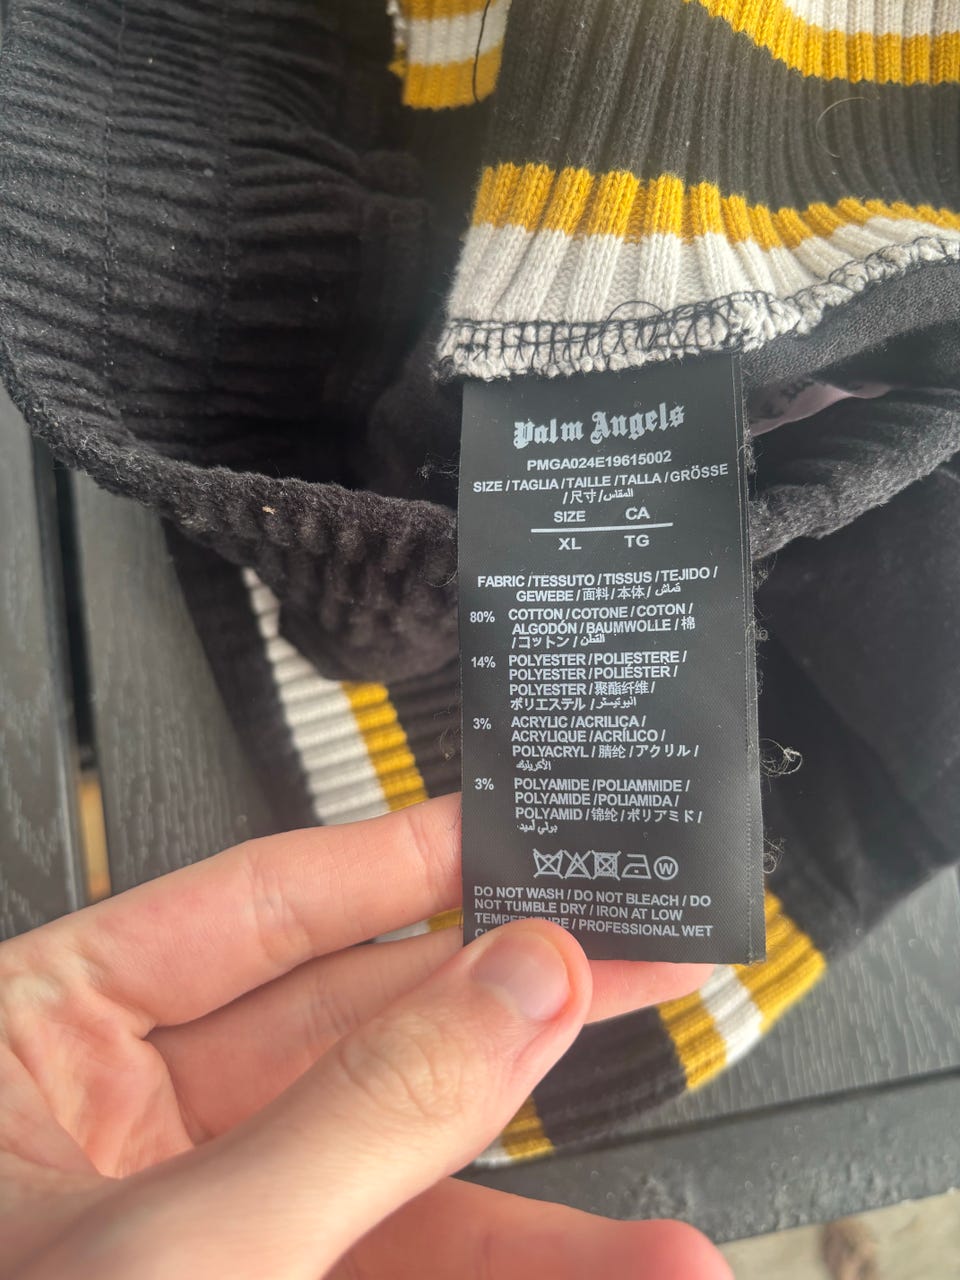 Palm Angels
PMGA024E19615002
SIZE / TAGLIA / TAILLE / TALLA / GRÖSSE
/ 尺寸 / المقاس
SIZE CA
XL TG
FABRIC / TESSUTO / TISSUS / TEJIDO /
GEWEBE / 面料 / 本体 / قماش
80% COTTON / COTONE / COTON /
ALGODÓN / BAUMWOLLE / 棉
/ コットン / القطن
14% POLYESTER / POLIESTERE /
POLYESTER / POLIÉSTER /
POLYESTER / 聚酯纤维 /
ポリエステル / البوليستر
3% ACRYLIC / ACRILICA /
ACRYLIQUE / ACRÍLICO /
POLYACRYL / 腈纶 / アクリル /
الأكريليك
3% POLYAMIDE / POLIAMMIDE /
POLYAMIDE / POLIAMIDA /
POLYAMID / 锦纶 / ポリアミド /
بولي أميد
W
DO NOT WASH / DO NOT BLEACH / DO
NOT TUMBLE DRY / IRON AT LOW
/ PROFESSIONAL WET